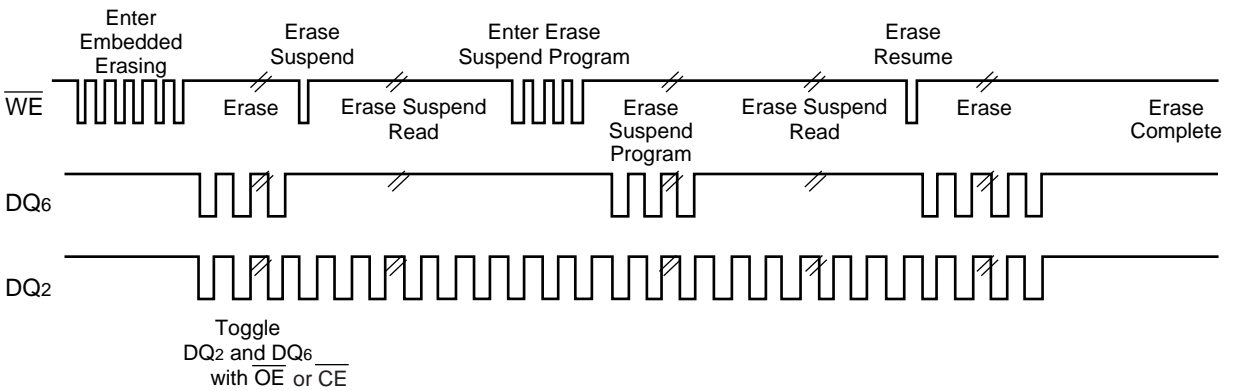 Enter
Embedded
Erasing
Erase
Suspend
Enter Erase
Suspend Program
Erase
Resume
WE
Erase
Erase Suspend
Read
Erase
Suspend
Program
Erase Suspend
Read
Erase
Erase
Complete
DQ6
DQ2
Toggle
DQ2 and DQ6
with OE or CE